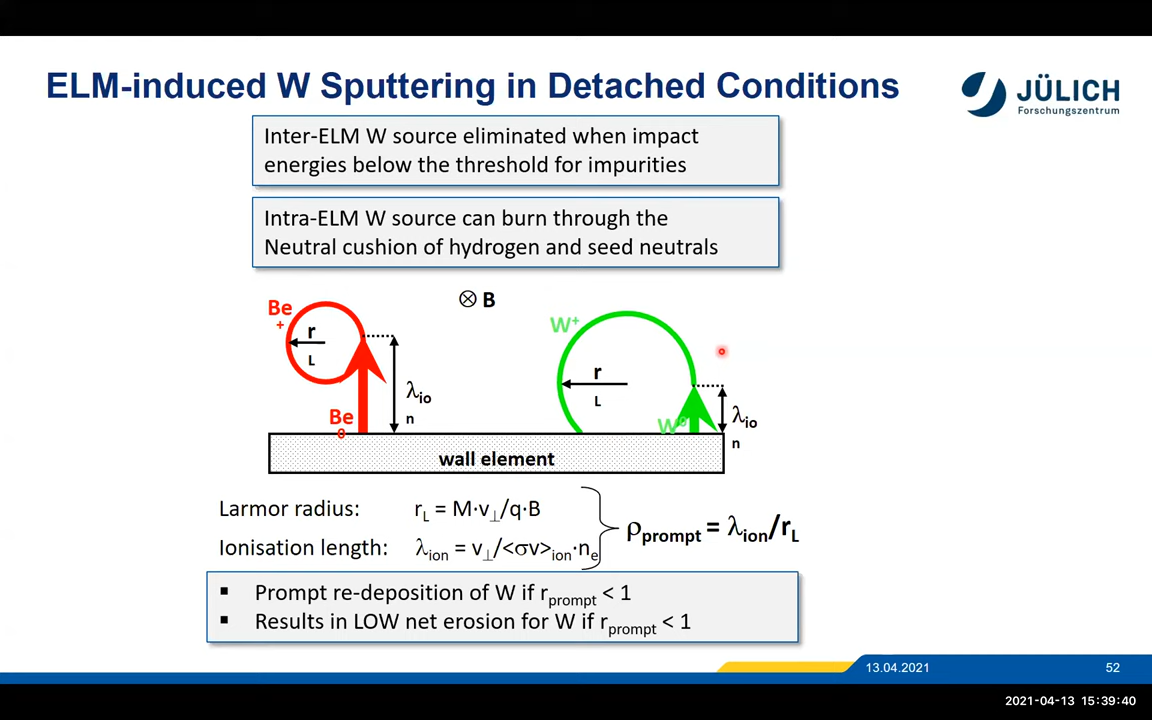 ELM-induced W Sputtering in Detached Conditions
JÜLICH
Forschungszentrum
Inter-ELM W source eliminated when impact
energies below the threshold for impurities
Intra-ELM W source can burn through the
Neutral cushion of hydrogen and seed neutrals
⊗ B
Be
+
r
L
λio
n
Be
0
W+
r
L
W0
λio
n
wall element
Larmor radius: rL = M·v⊥/q·B
Ionisation length: λion = v⊥/<σv>ion·ne
ρprompt = λion/rL
▪ Prompt re-deposition of W if rprompt < 1
▪ Results in LOW net erosion for W if rprompt < 1
13.04.2021 52
2021-04-13 15:39:40